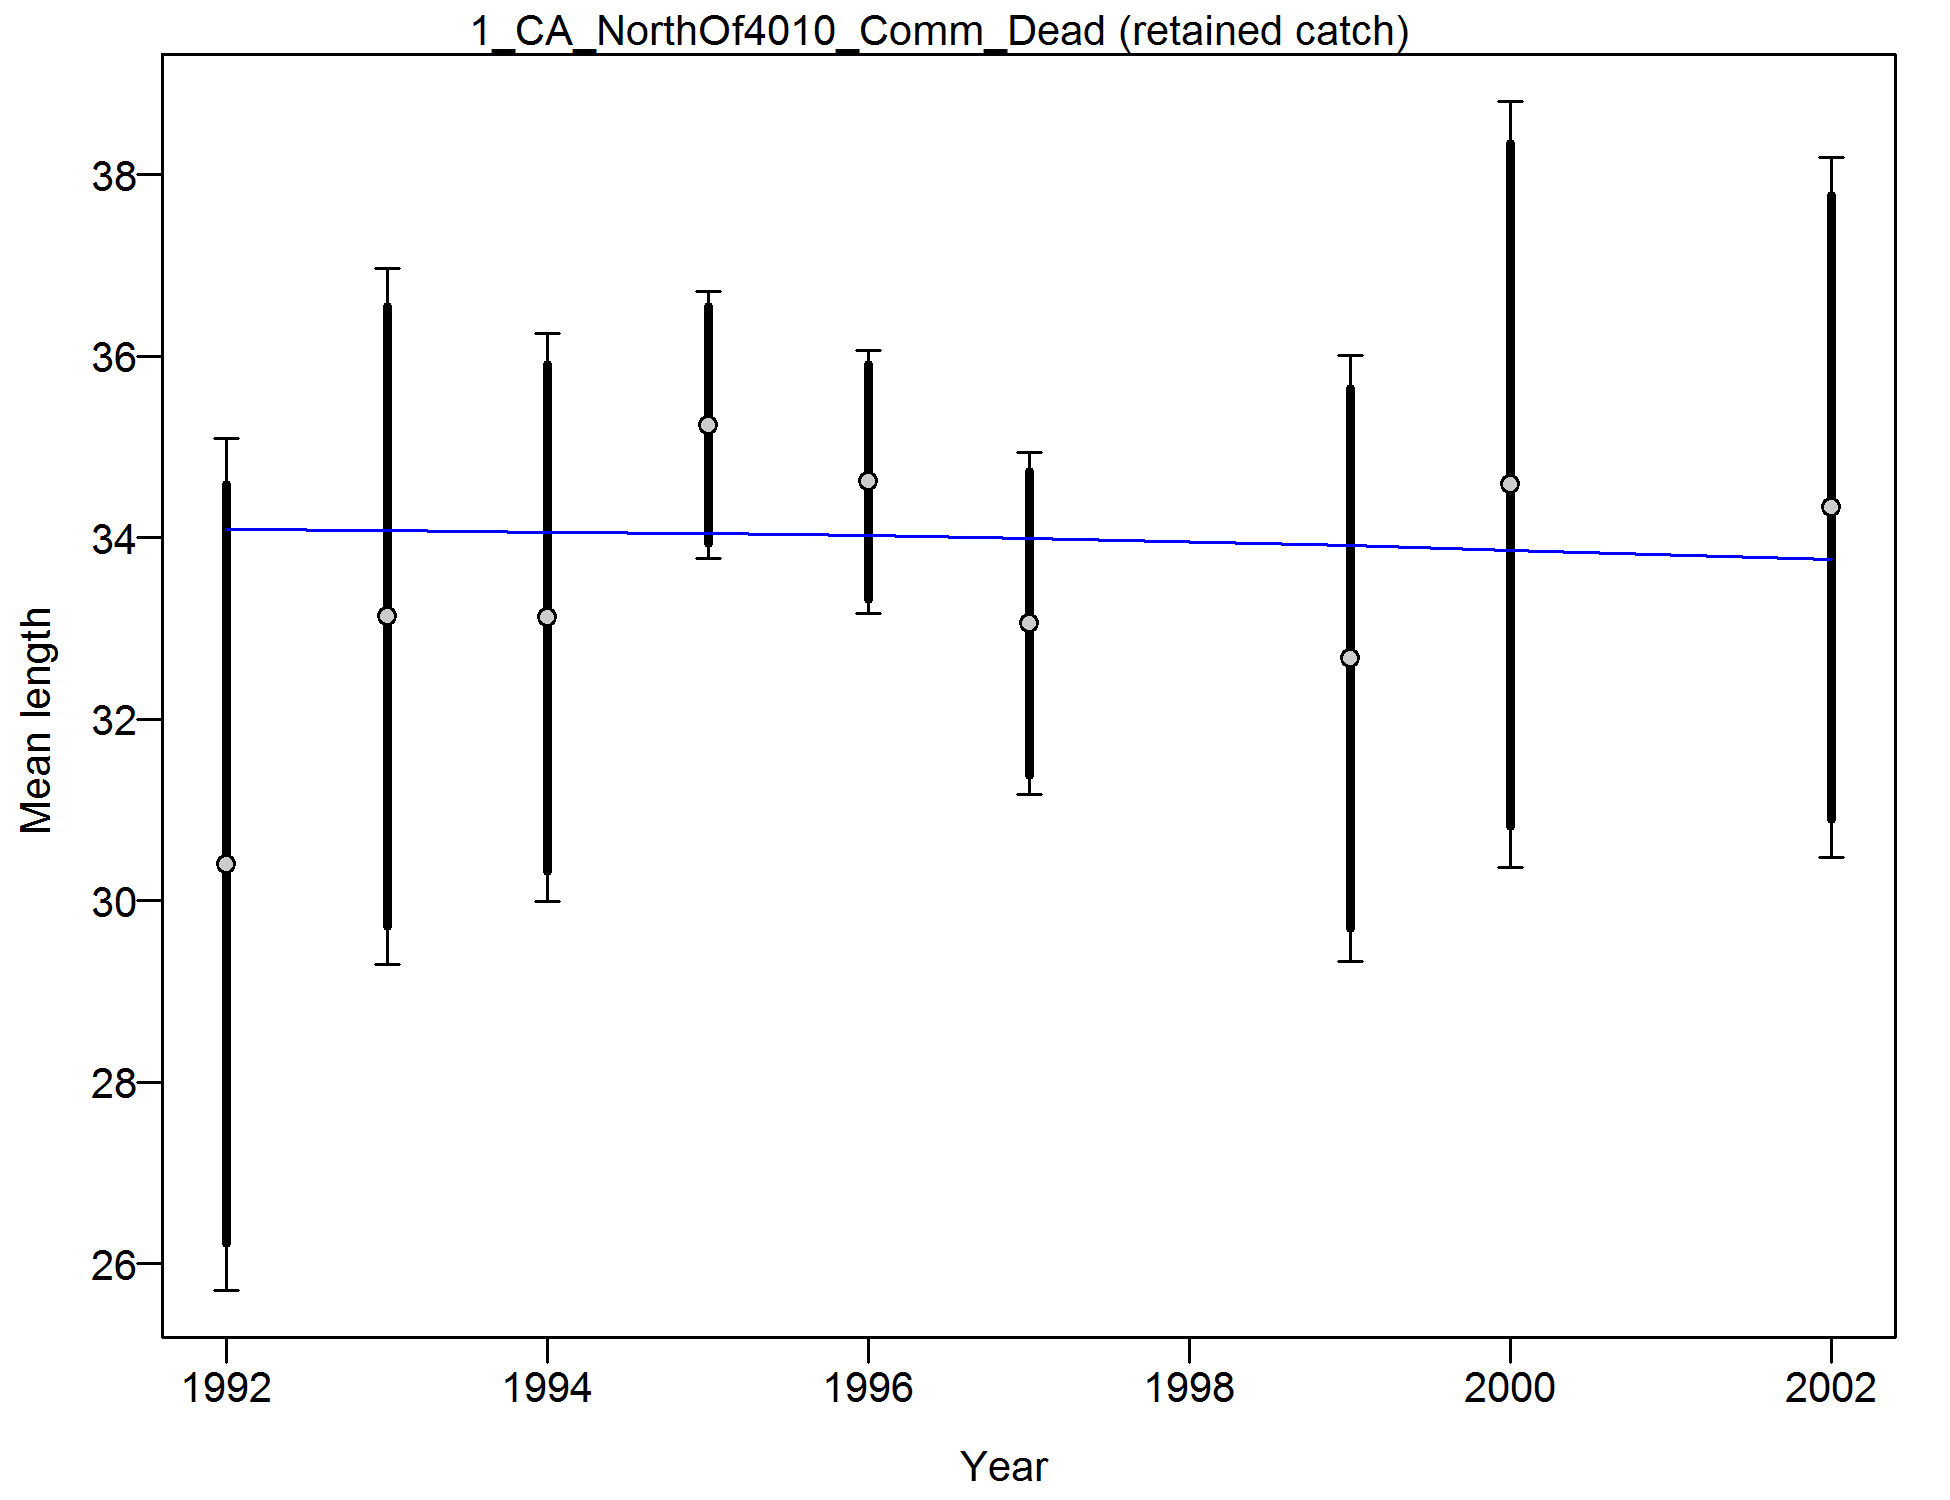 1_CA_NorthOf4010_Comm_Dead (retained catch)
38
36
34
32
30
28
26
Mean length
1992 1994 1996 1998 2000 2002
Year